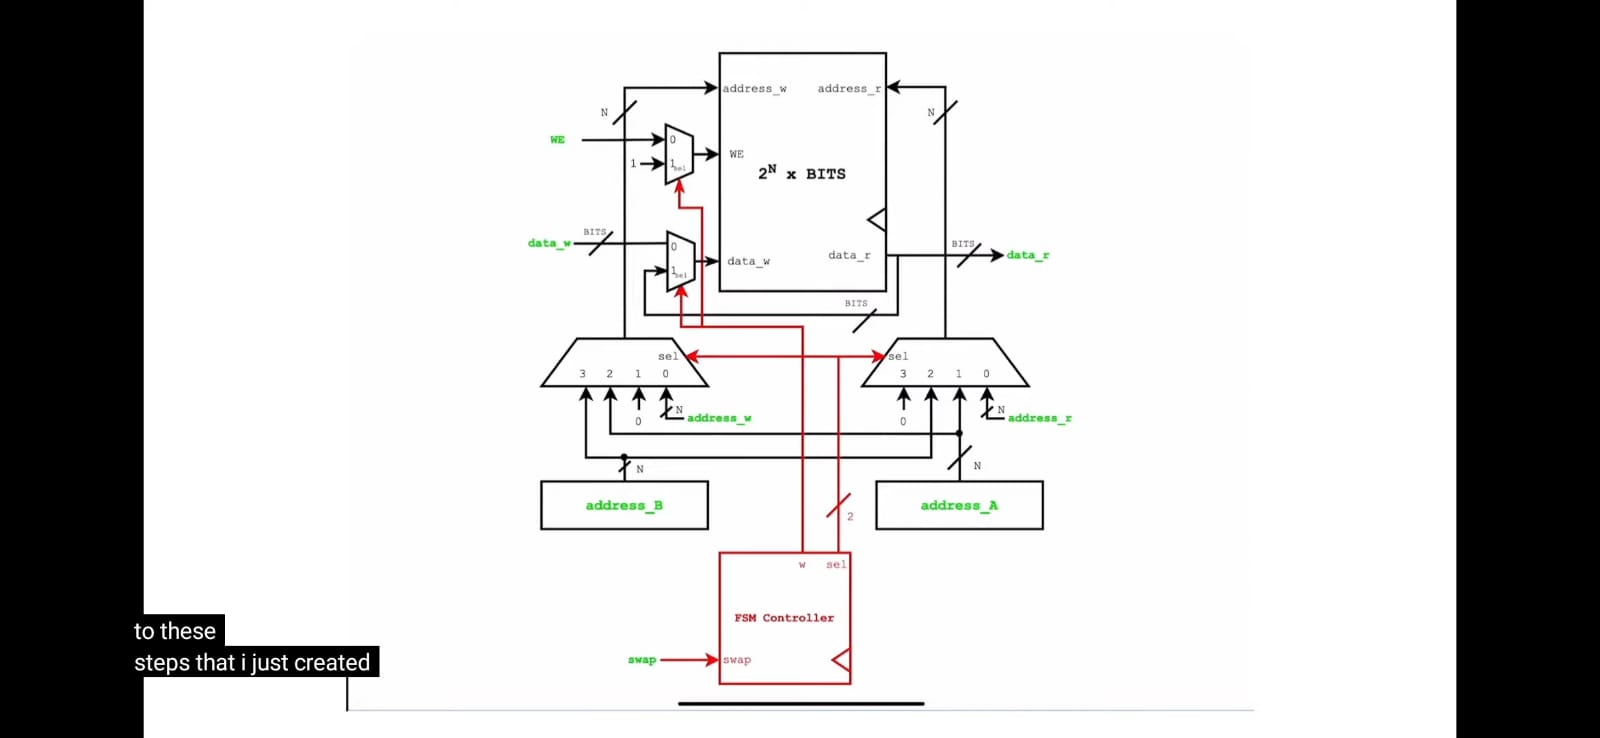 address_w address_r
N N
WE 0
1 1 sel WE
2^N x BITS
BITS
data_w 0
1 sel data_w
data_r BITS data_r
BITS
sel sel
3 2 1 0 3 2 1 0
N address_w N address_r
0 0
N N
address_B address_A
2
w sel
FSM Controller
swap swap
to these
steps that i just created